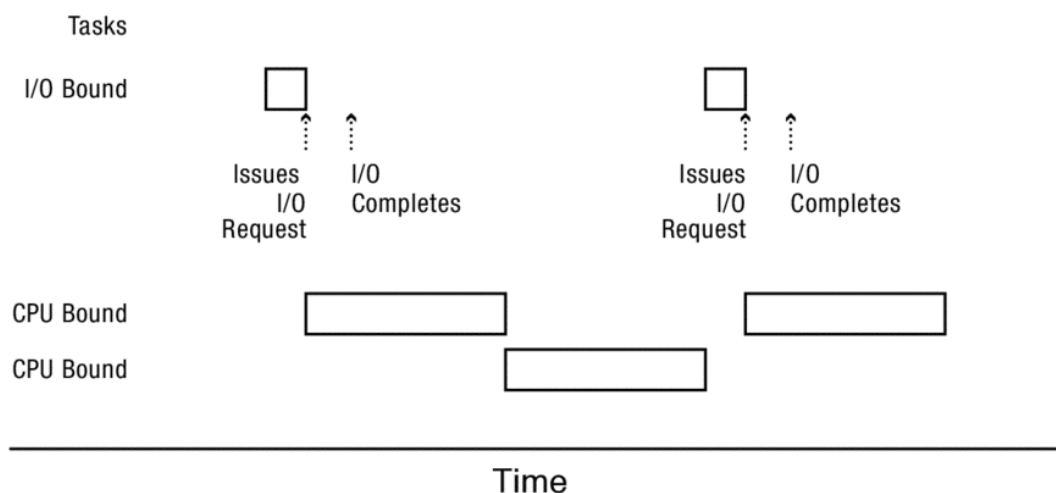 Tasks
I/O Bound
Issues
I/O
Request
I/O
Completes
Issues
I/O
Request
I/O
Completes
CPU Bound
CPU Bound
Time